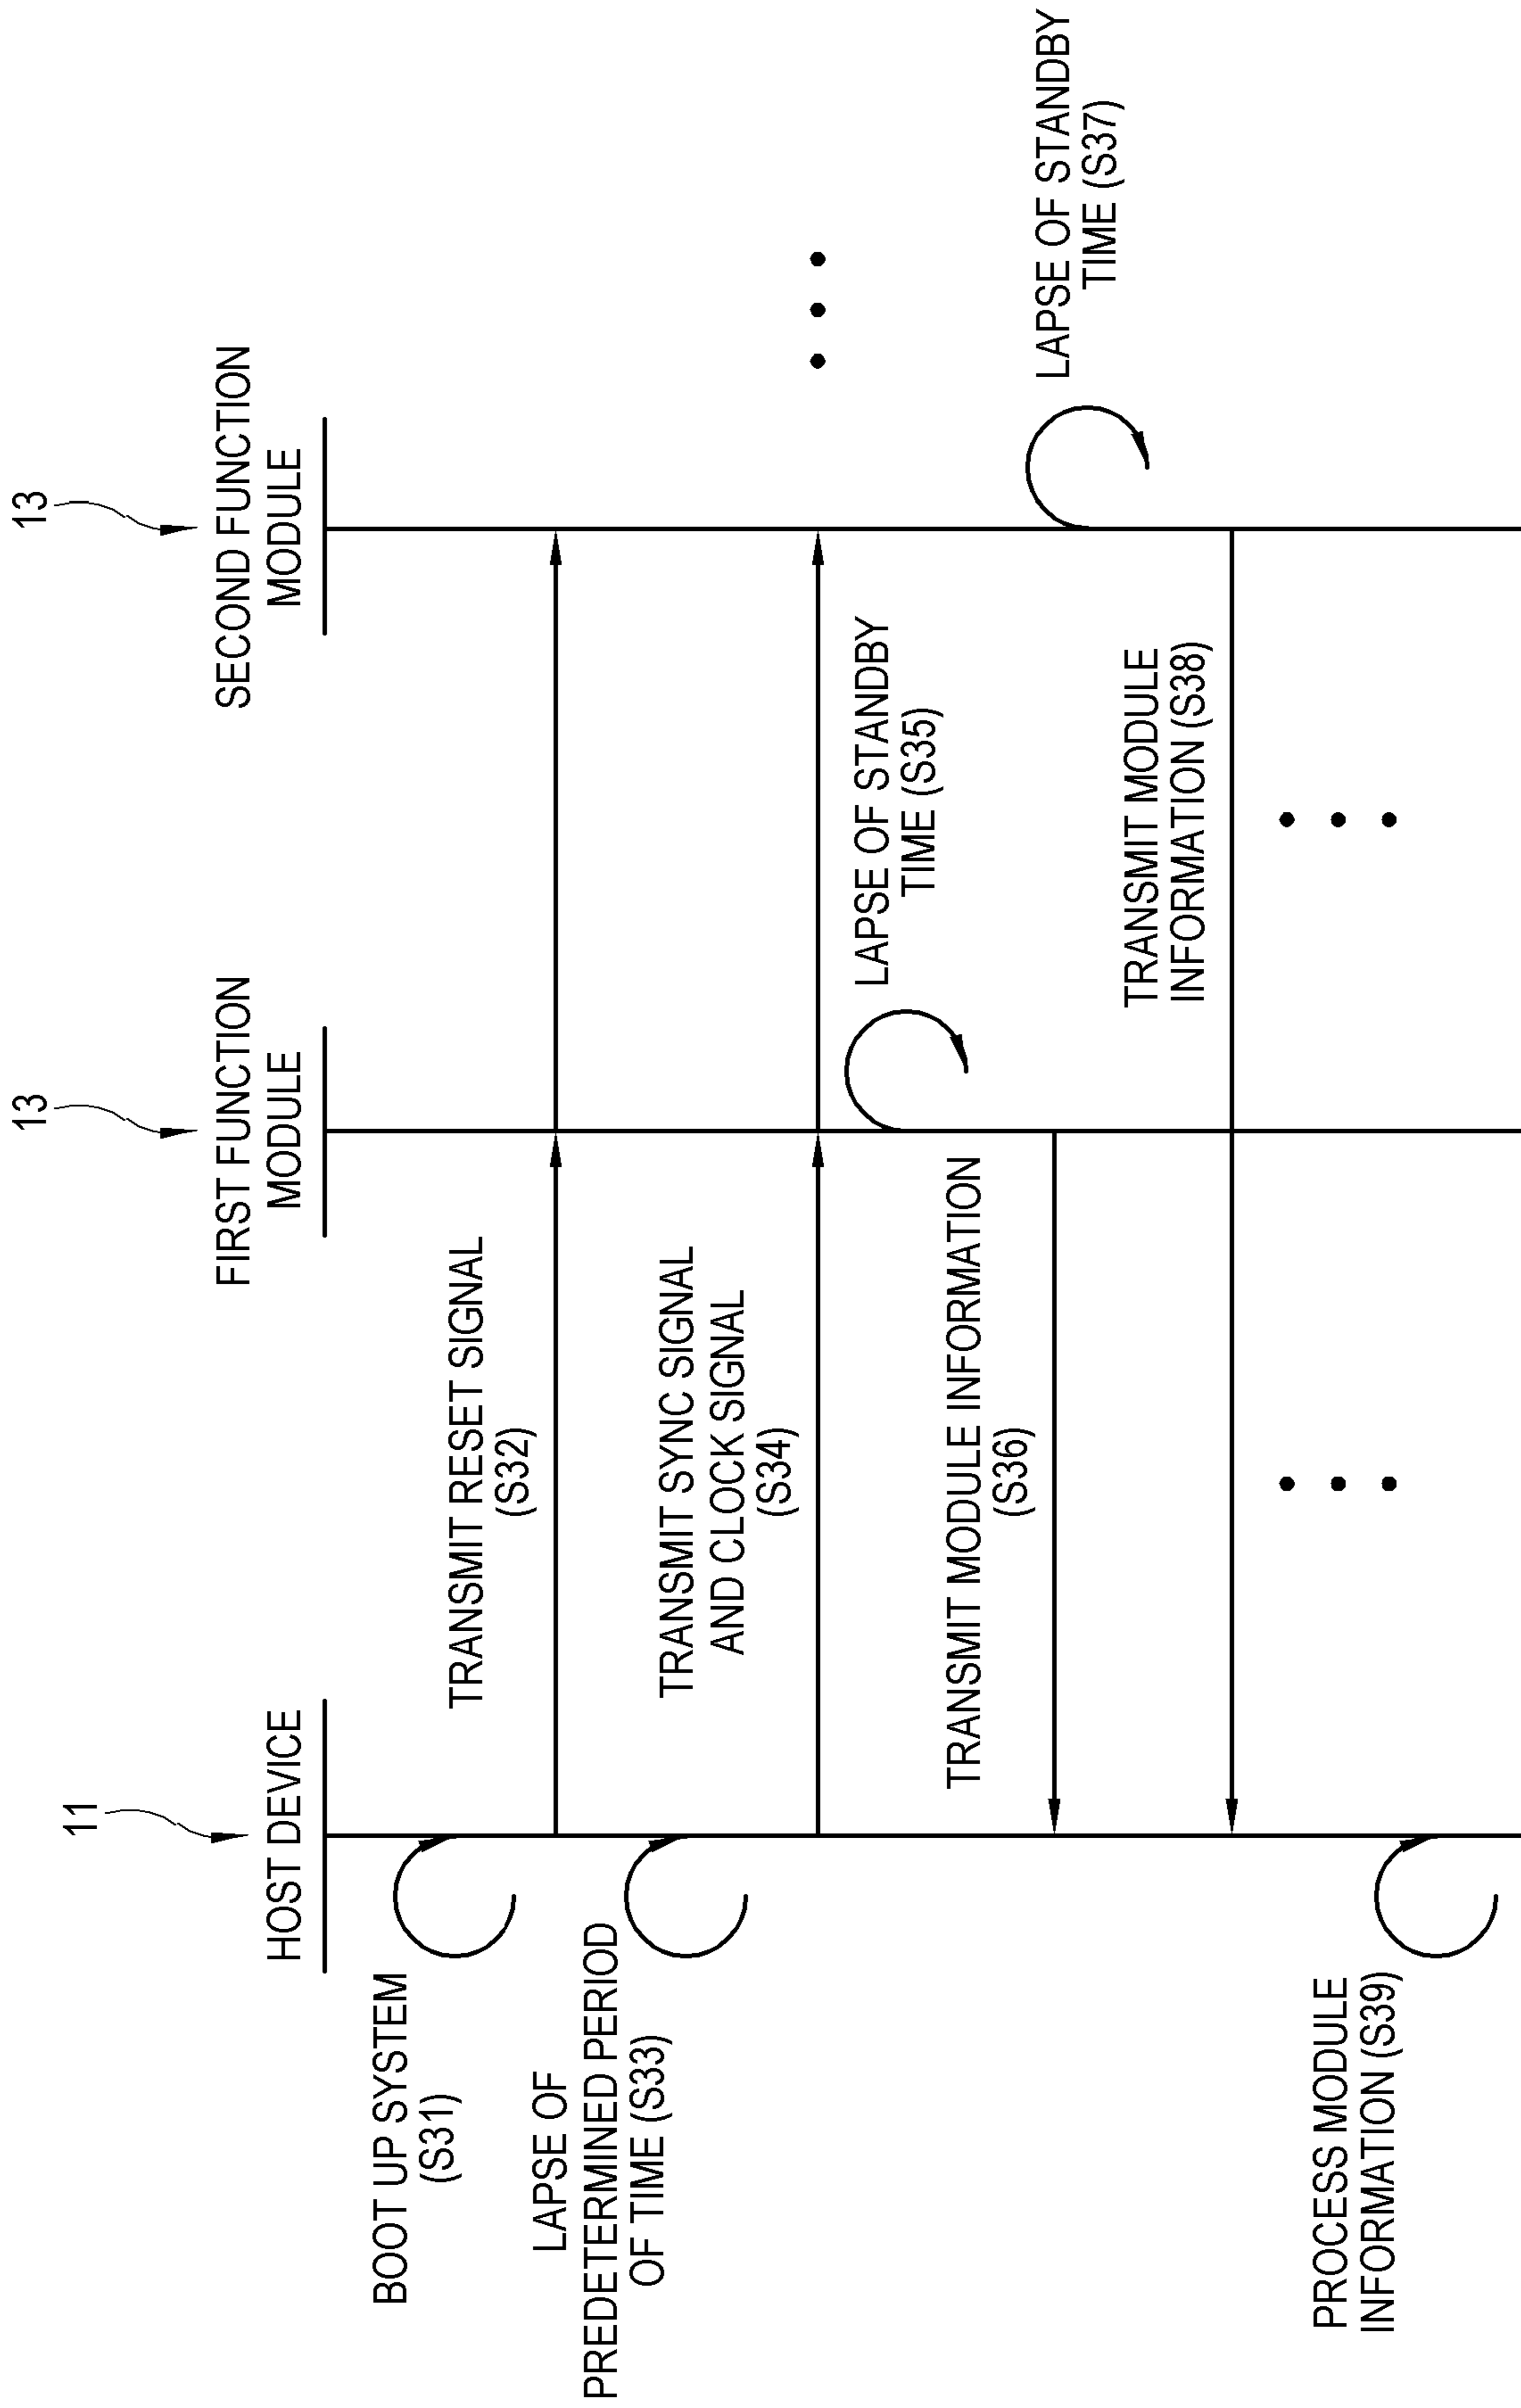 11
HOST DEVICE
13
FIRST FUNCTION
MODULE
13
SECOND FUNCTION
MODULE
BOOT UP SYSTEM
(S31)
TRANSMIT RESET SIGNAL
(S32)
LAPSE OF
PREDETERMINED PERIOD
OF TIME (S33)
TRANSMIT SYNC SIGNAL
AND CLOCK SIGNAL
(S34)
LAPSE OF STANDBY
TIME (S35)
TRANSMIT MODULE INFORMATION
(S36)
LAPSE OF STANDBY
TIME (S37)
TRANSMIT MODULE
INFORMATION (S38)
PROCESS MODULE
INFORMATION (S39)